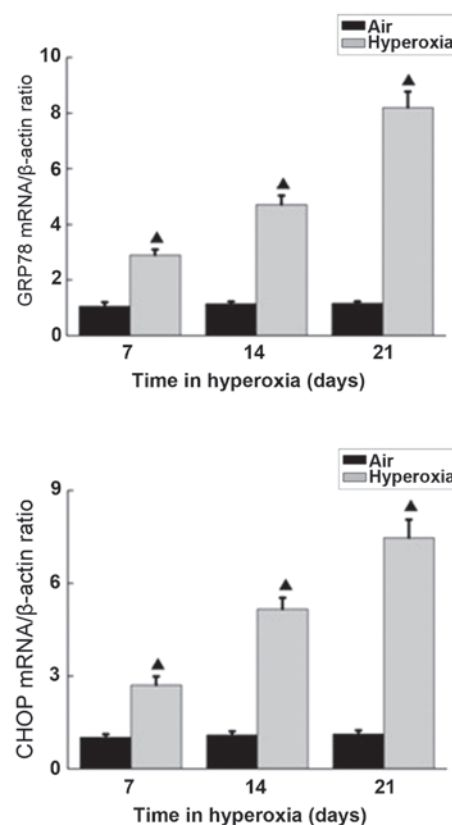 Air
Hyperoxia
GRP78 mRNA/β-actin ratio
10
8
6
4
2
0
7 14 21
Time in hyperoxia (days)
Air
Hyperoxia
CHOP mRNA/β-actin ratio
9
6
3
0
7 14 21
Time in hyperoxia (days)